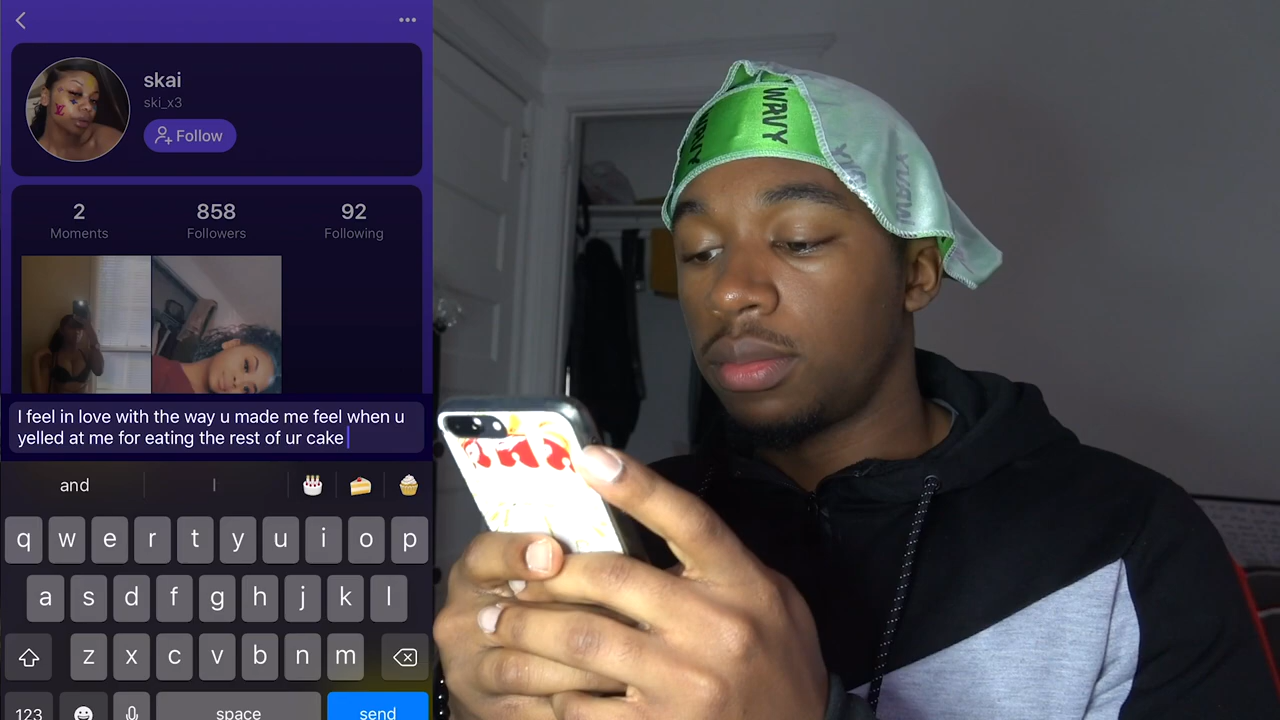 skai
ski_x3
Follow
2 858 92
Moments Followers Following
I feel in love with the way u made me feel when u
yelled at me for eating the rest of ur cake
and I
q w e r t y u i o p
a s d f g h j k l
z x c v b n m
123 space send
WAVY